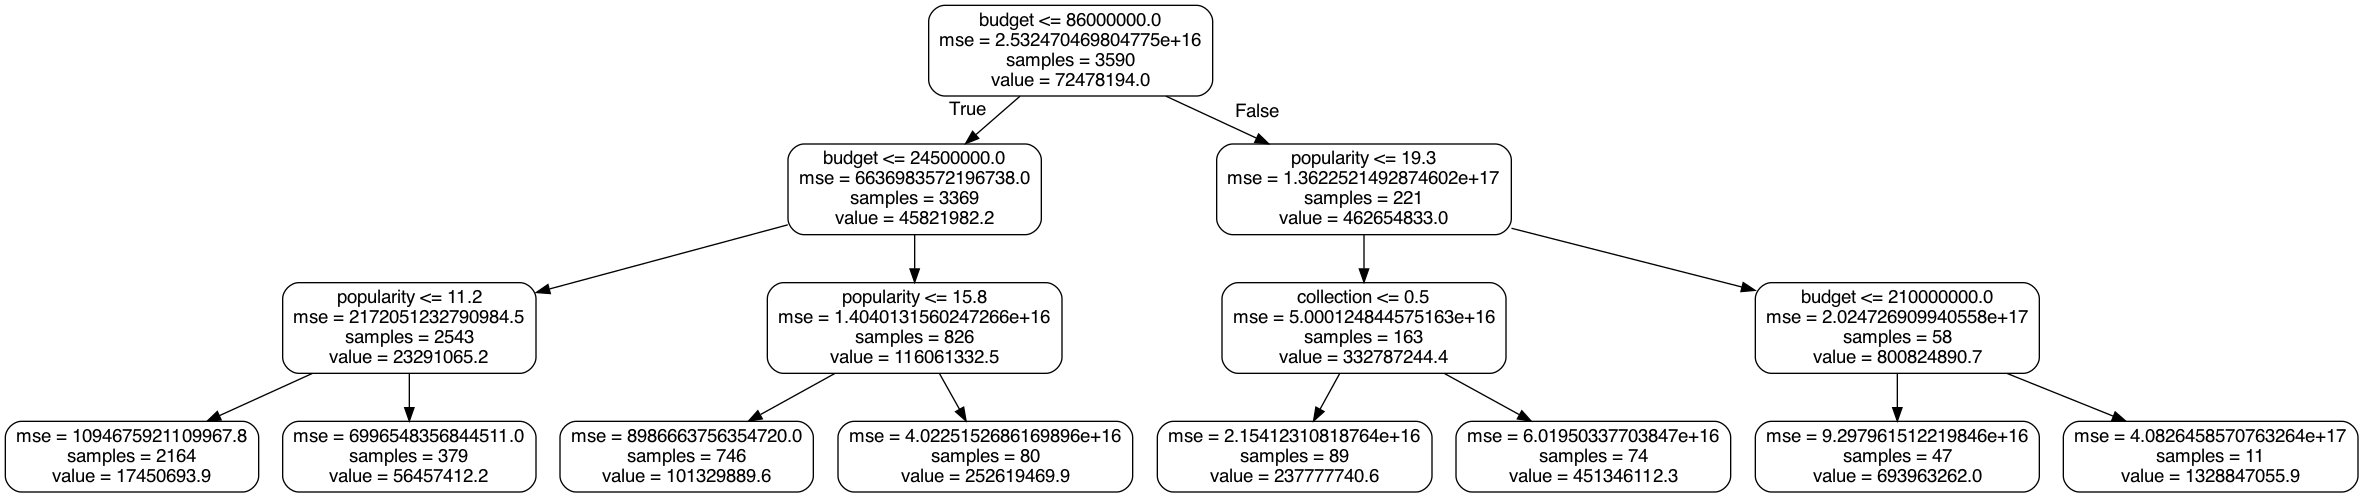 budget <= 86000000.0
mse = 2.532470469804775e+16
samples = 3590
value = 72478194.0
True
False
budget <= 24500000.0
mse = 6636983572196738.0
samples = 3369
value = 45821982.2
popularity <= 19.3
mse = 1.3622521492874602e+17
samples = 221
value = 462654833.0
popularity <= 11.2
mse = 2172051232790984.5
samples = 2543
value = 23291065.2
popularity <= 15.8
mse = 1.4040131560247266e+16
samples = 826
value = 116061332.5
collection <= 0.5
mse = 5.000124844575163e+16
samples = 163
value = 332787244.4
budget <= 210000000.0
mse = 2.024726909940558e+17
samples = 58
value = 800824890.7
mse = 1094675921109967.8
samples = 2164
value = 17450693.9
mse = 6996548356844511.0
samples = 379
value = 56457412.2
mse = 8986663756354720.0
samples = 746
value = 101329889.6
mse = 4.0225152686169896e+16
samples = 80
value = 252619469.9
mse = 2.15412310818764e+16
samples = 89
value = 237777740.6
mse = 6.01950337703847e+16
samples = 74
value = 451346112.3
mse = 9.297961512219846e+16
samples = 47
value = 693963262.0
mse = 4.0826458570763264e+17
samples = 11
value = 1328847055.9